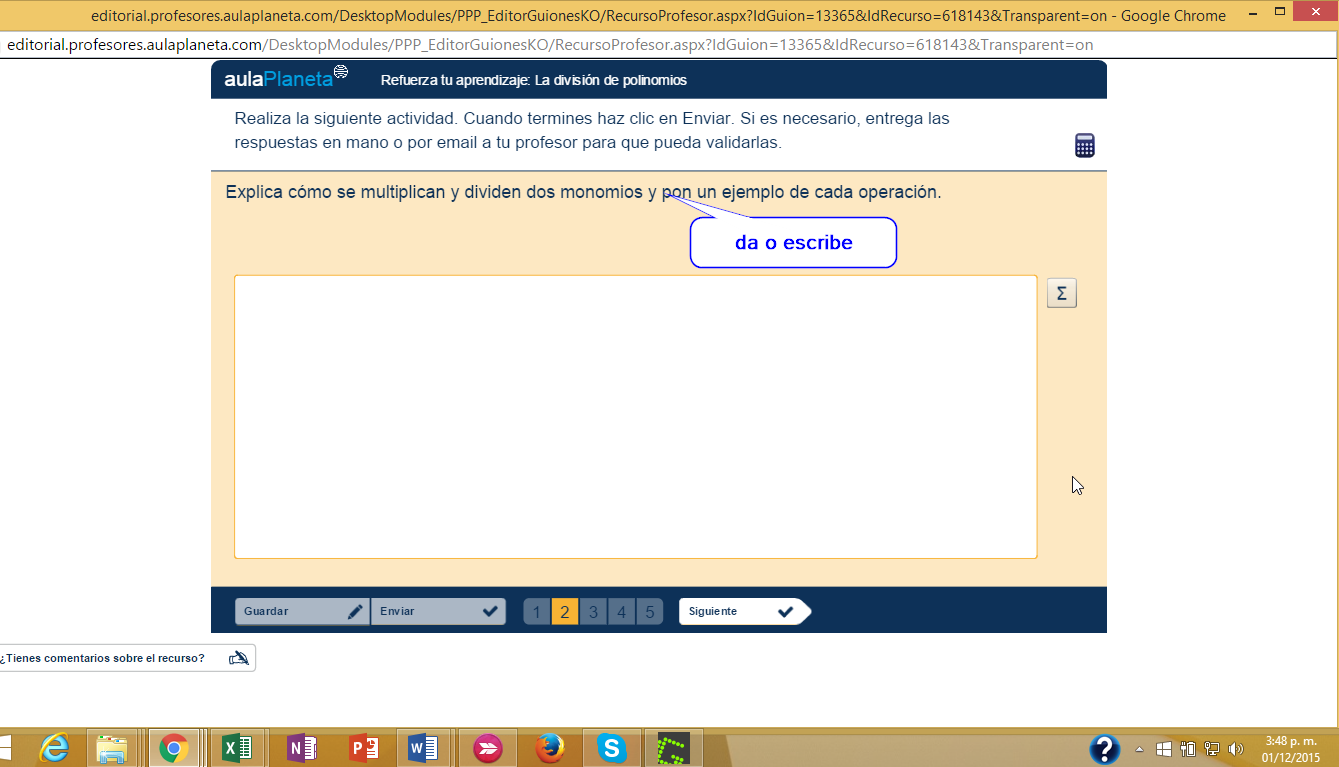 editorial.profesores.aulaplaneta.com/DesktopModules/PPP_EditorGuionesKO/RecursoProfesor.aspx?IdGuion=13365&IdRecurso=618143&Transparent=on - Google Chrome
editorial.profesores.aulaplaneta.com/DesktopModules/PPP_EditorGuionesKO/RecursoProfesor.aspx?IdGuion=13365&IdRecurso=618143&Transparent=on
aulaPlaneta Refuerza tu aprendizaje: La división de polinomios
Realiza la siguiente actividad. Cuando termines haz clic en Enviar. Si es necesario, entrega las
respuestas en mano o por email a tu profesor para que pueda validarlas.
Explica cómo se multiplican y dividen dos monomios y pon un ejemplo de cada operación.
da o escribe
Σ
Guardar Enviar 1 2 3 4 5 Siguiente
¿Tienes comentarios sobre el recurso?
3:48 p. m.
01/12/2015